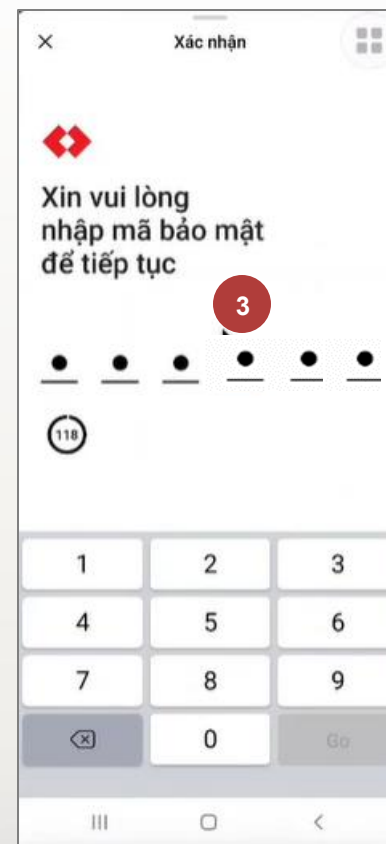 Xác nhận
Xin vui lòng
nhập mã bảo mật
để tiếp tục
3
118
1 2 3
4 5 6
7 8 9
0 Go